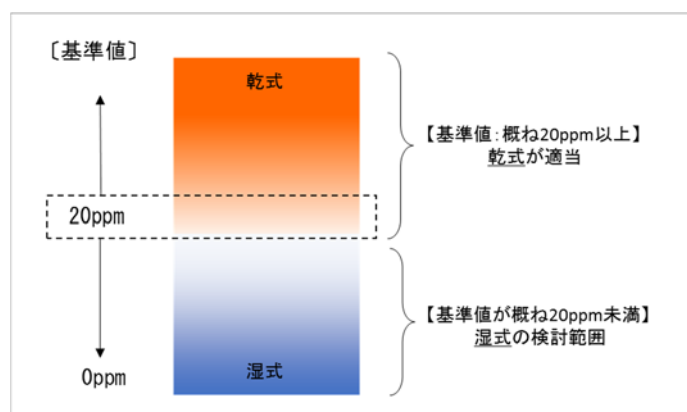 〔基準値〕
乾式
【基準値:概ね20ppm以上】
乾式が適当
20ppm
【基準値が概ね20ppm未満】
湿式の検討範囲
0ppm
湿式